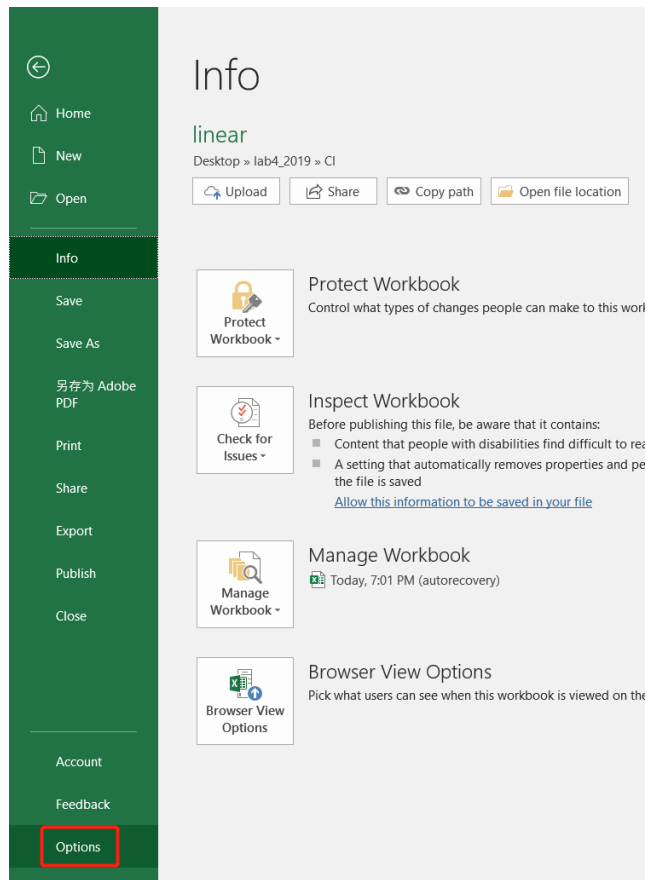 Info
Home
New
Open
Info
Save
Save As
另存为 Adobe
PDF
Print
Share
Export
Publish
Close
Account
Feedback
Options
linear
Desktop » lab4_2019 » CI
Upload
Share
Copy path
Open file location
Protect
Workbook
Protect Workbook
Control what types of changes people can make to this work
Check for
Issues
Inspect Workbook
Before publishing this file, be aware that it contains:
Content that people with disabilities find difficult to rea
A setting that automatically removes properties and pe
the file is saved
Allow this information to be saved in your file
Manage
Workbook
Manage Workbook
Today, 7:01 PM (autorecovery)
Browser View
Options
Browser View Options
Pick what users can see when this workbook is viewed on the